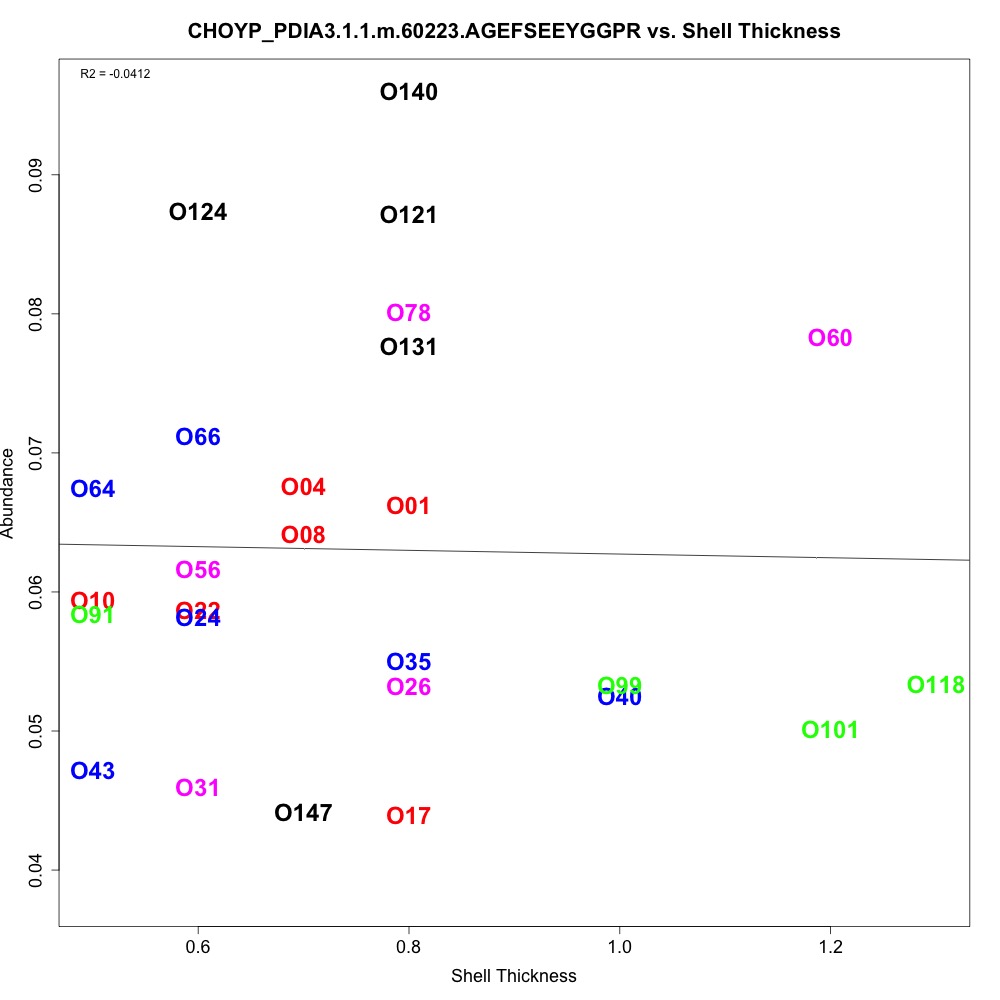 CHOYP_PDIA3.1.1.m.60223.AGEFSEEYGGPR vs. Shell Thickness
R2 = -0.0412
O140
0.09
O124
O121
0.08
O78
O60
O131
0.07
O66
O64
O04
O01
O08
Abundance
0.06
O56
O10
O91
O22
O24
O35
O26
O99
O40
O118
0.05
O101
O43
O31
O147
O17
0.04
0.6 0.8 1.0 1.2
Shell Thickness